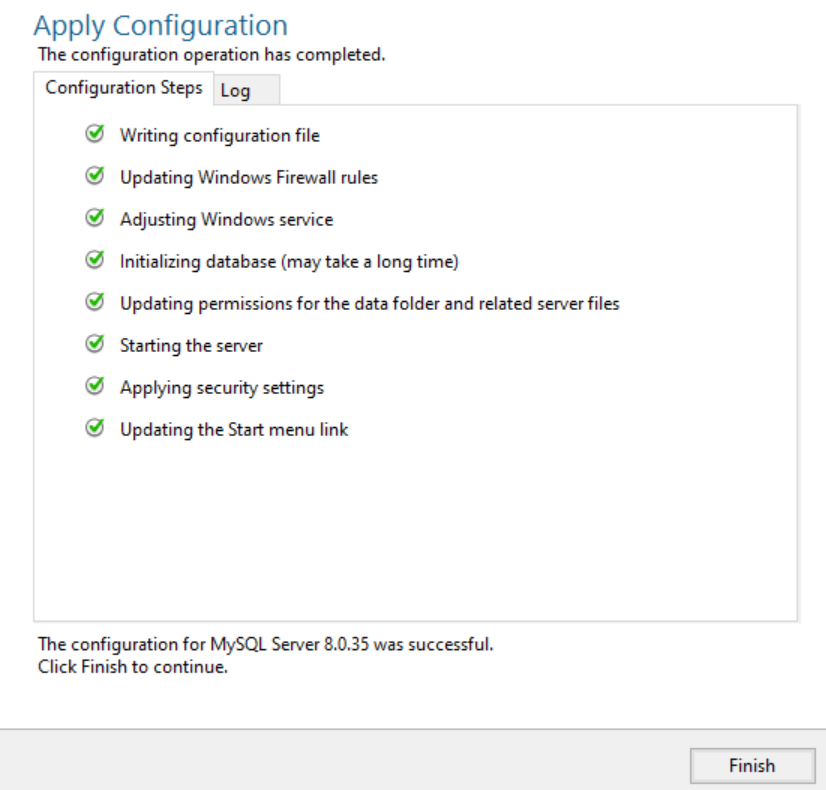 Apply Configuration
The configuration operation has completed.
Configuration Steps
Log
Writing configuration file
Updating Windows Firewall rules
Adjusting Windows service
Initializing database (may take a long time)
Updating permissions for the data folder and related server files
Starting the server
Applying security settings
Updating the Start menu link
The configuration for MySQL Server 8.0.35 was successful.
Click Finish to continue.
Finish